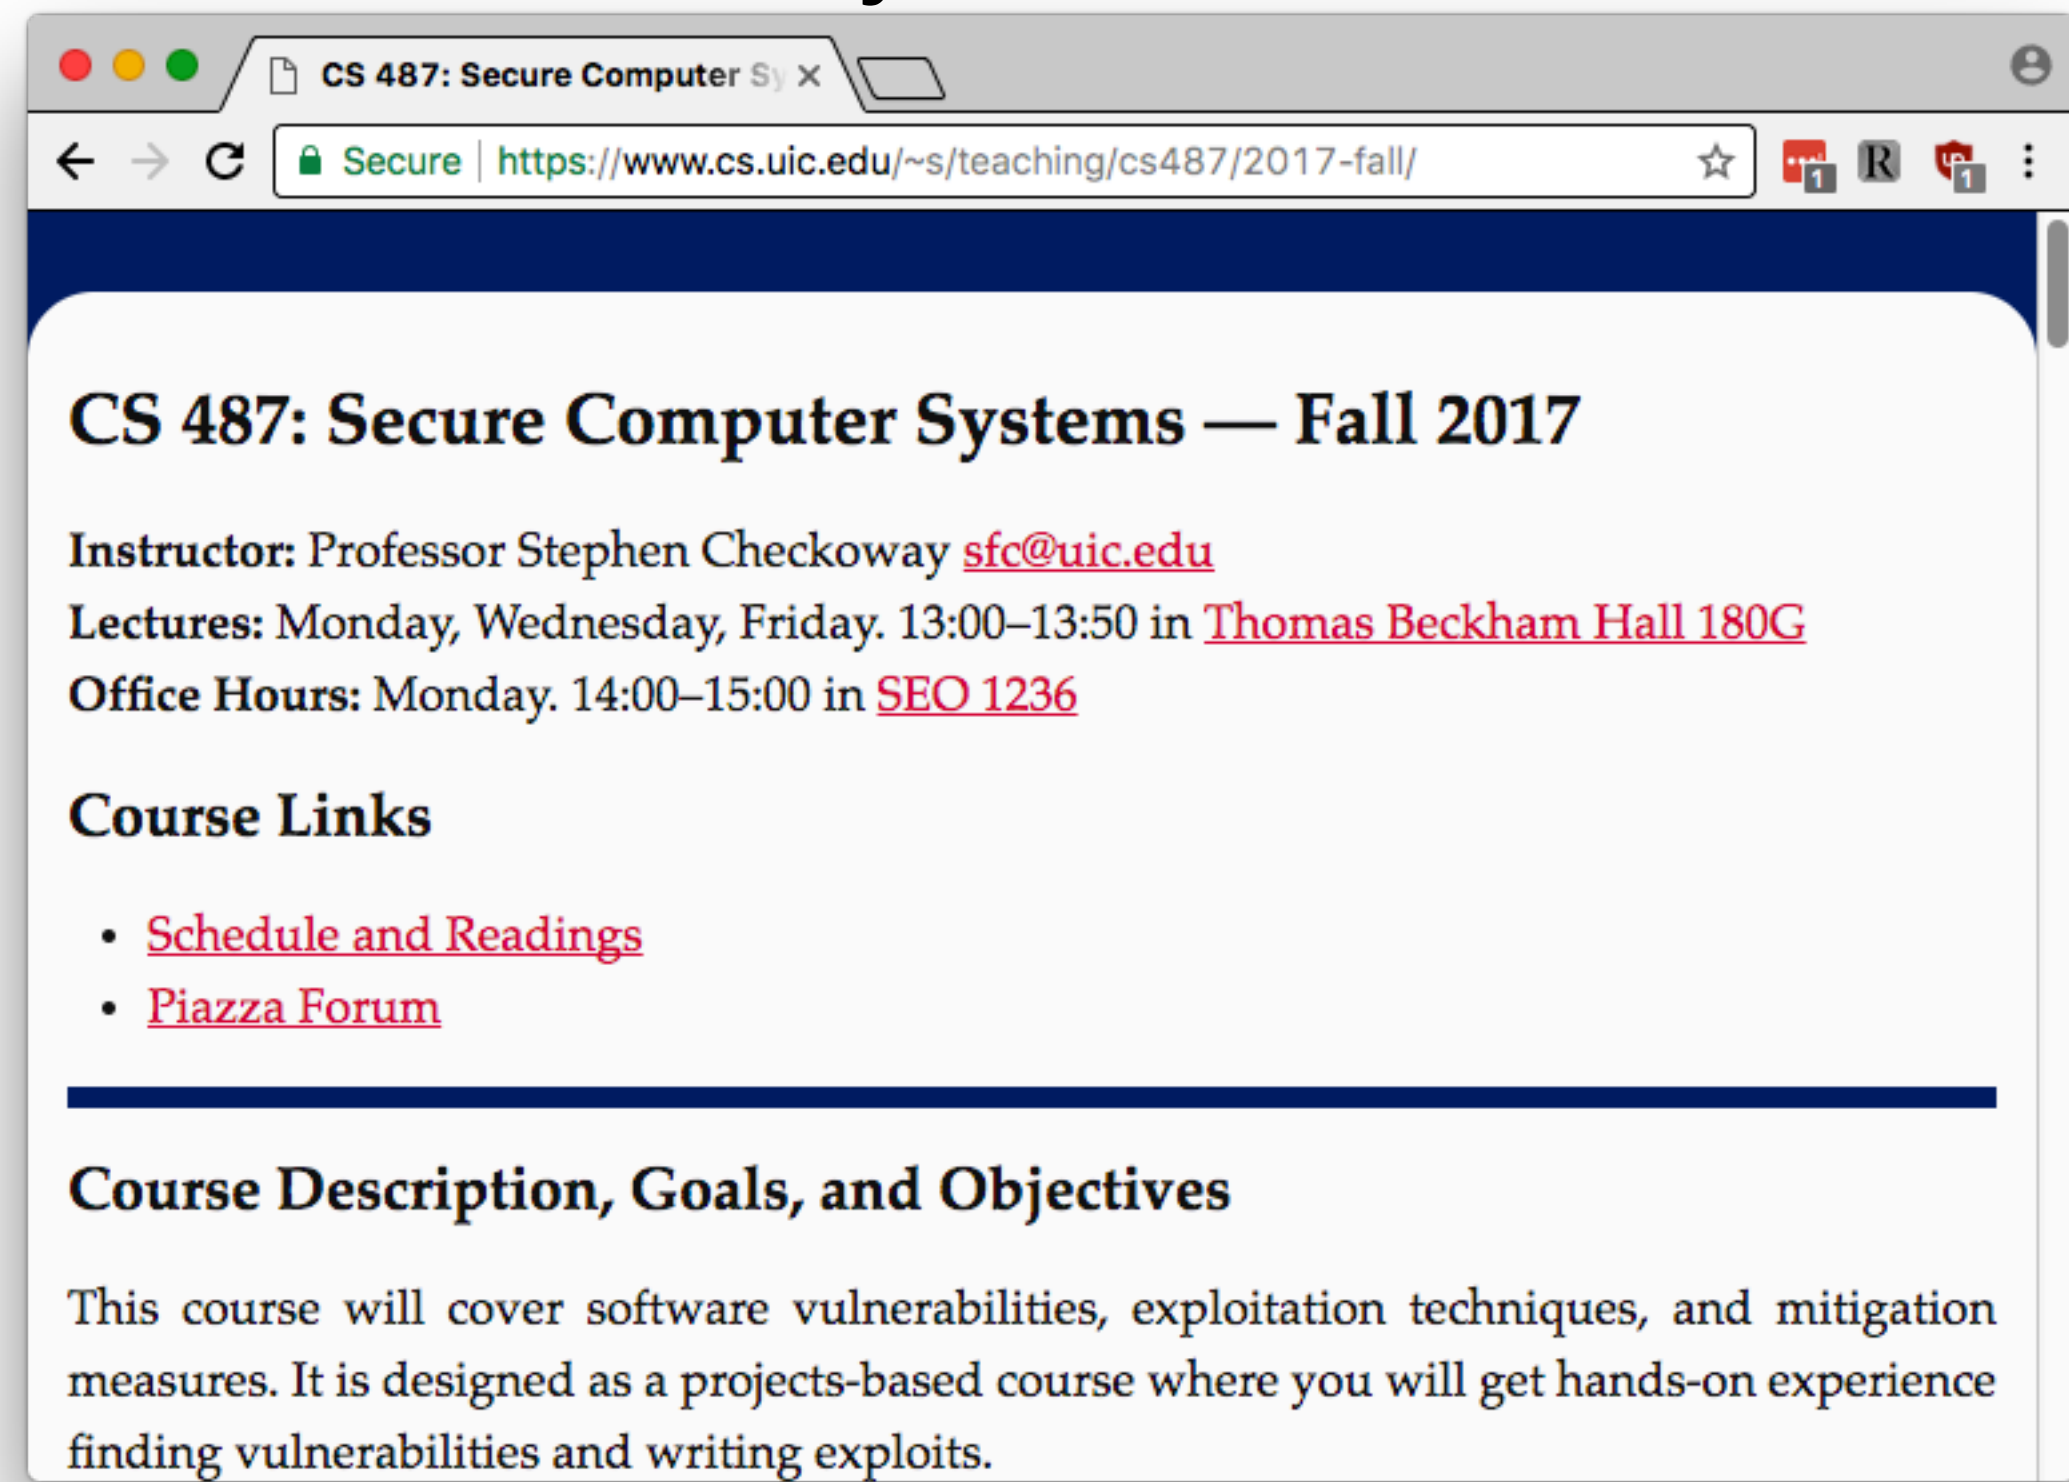 CS 487: Secure Computer Sy
Secure https://www.cs.uic.edu/~s/teaching/cs487/2017-fall/
1
R
1
CS 487: Secure Computer Systems — Fall 2017
Instructor: Professor Stephen Checkoway sfc@uic.edu
Lectures: Monday, Wednesday, Friday. 13:00–13:50 in Thomas Beckham Hall 180G
Office Hours: Monday. 14:00–15:00 in SEO 1236
Course Links
• Schedule and Readings
• Piazza Forum
Course Description, Goals, and Objectives
This course will cover software vulnerabilities, exploitation techniques, and mitigation
measures. It is designed as a projects-based course where you will get hands-on experience
finding vulnerabilities and writing exploits.